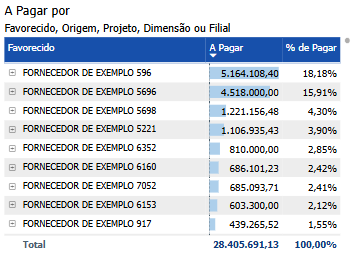 A Pagar por
Favorecido, Origem, Projeto, Dimensão ou Filial
Favorecido A Pagar % de Pagar
FORNECEDOR DE EXEMPLO 596 5.164.108,40 18,18%
FORNECEDOR DE EXEMPLO 5696 4.518.000,00 15,91%
FORNECEDOR DE EXEMPLO 5698 1.221.156,48 4,30%
FORNECEDOR DE EXEMPLO 5221 1.106.935,43 3,90%
FORNECEDOR DE EXEMPLO 6352 810.000,00 2,85%
FORNECEDOR DE EXEMPLO 6160 686.101,23 2,42%
FORNECEDOR DE EXEMPLO 7052 685.093,71 2,41%
FORNECEDOR DE EXEMPLO 6153 603.300,00 2,12%
FORNECEDOR DE EXEMPLO 917 439.265,52 1,55%
Total 28.405.691,13 100,00%